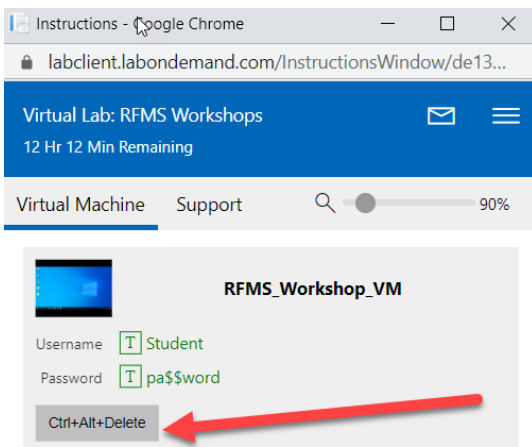 Instructions - Google Chrome
labclient.labondemand.com/InstructionsWindow/de13...
Virtual Lab: RFMS Workshops
12 Hr 12 Min Remaining
Virtual Machine Support 90%
RFMS_Workshop_VM
Username T Student
Password T pa$$word
Ctrl+Alt+Delete